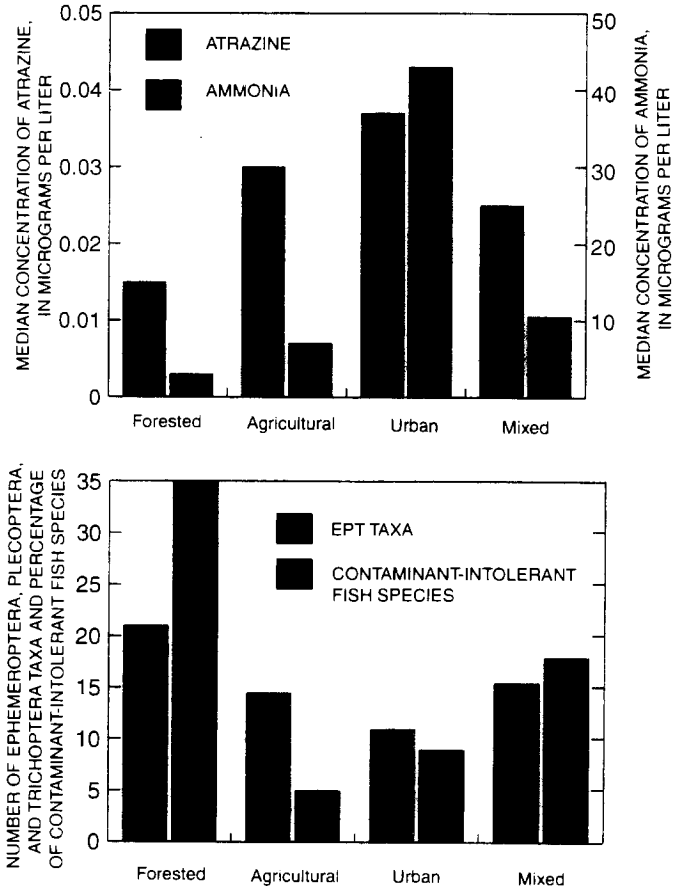 MEDIAN CONCENTRATION OF ATRAZINE,
IN MICROGRAMS PER LITER
0.05
0.04
0.03
0.02
0.01
0
ATRAZINE
AMMONIA
50
40
30
20
10
MEDIAN CONCENTRATION OF AMMONIA,
IN MICROGRAMS PER LITER
Forested Agricultural Urban Mixed
NUMBER OF EPHEMEROPTERA, PLECOPTERA,
AND TRICHOPTERA TAXA AND PERCENTAGE
OF CONTAMINANT-INTOLERANT FISH SPECIES
35
30
25
20
15
10
5
0
EPT TAXA
CONTAMINANT-INTOLERANT
FISH SPECIES
Forested Agricultural Urban Mixed